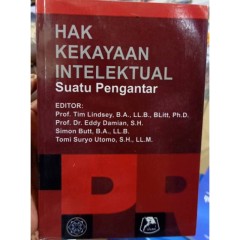 HAK
KEKAYAAN
INTELEKTUAL
Suatu Pengantar
EDITOR:
Prof. Tim Lindsey, B.A., LL.B., BLitt, Ph.D.
Prof. Dr. Eddy Damian, S.H.
Simon Butt, B.A., LL.B.
Tomi Suryo Utomo, S.H., LL.M.